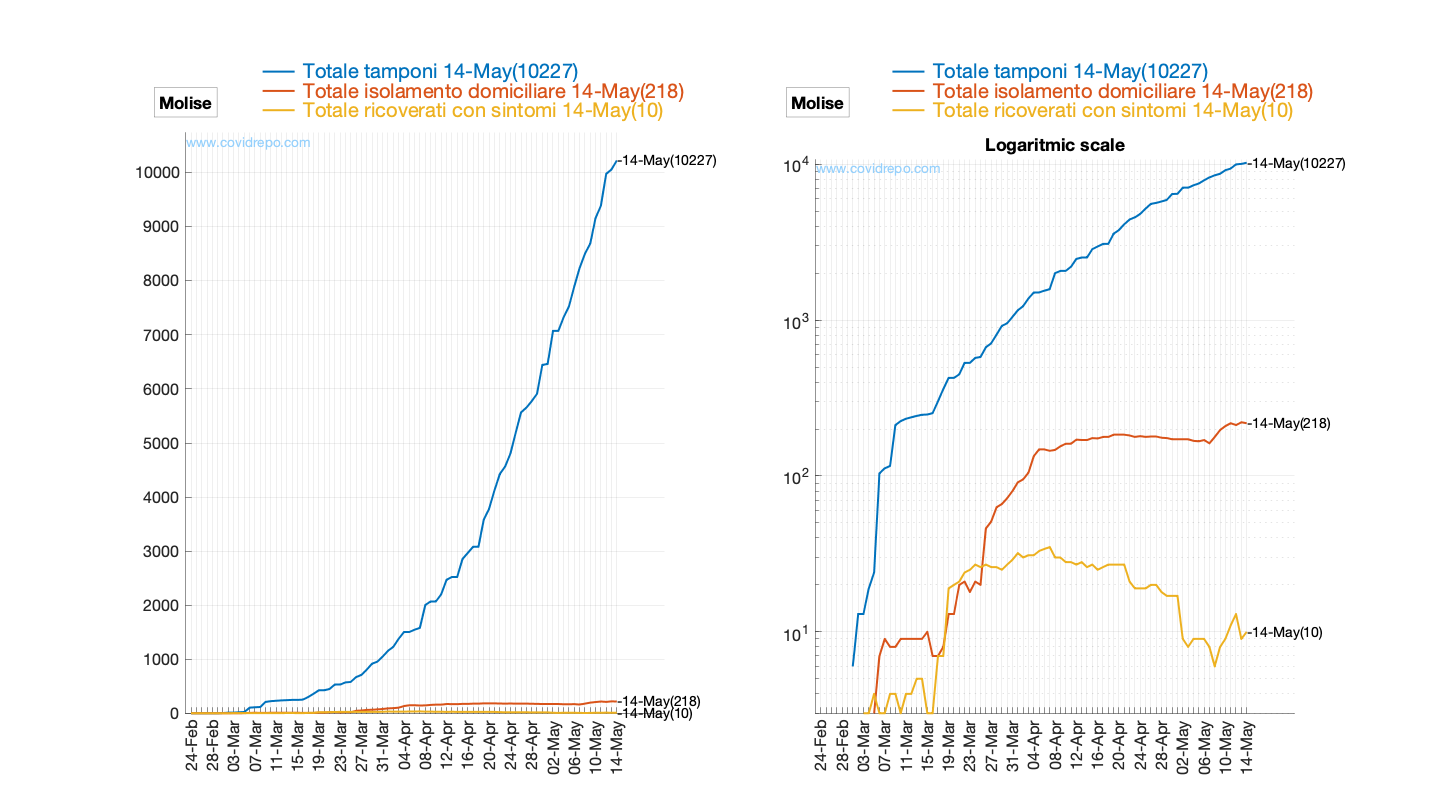 Totale tamponi 14-May(10227)
Totale isolamento domiciliare 14-May(218)
Totale ricoverati con sintomi 14-May(10)
Molise
www.covidrepo.com
10000
9000
8000
7000
6000
5000
4000
3000
2000
1000
0
-14-May(10227)
-14-May(218)
-14-May(10)
24-Feb
28-Feb
03-Mar
07-Mar
11-Mar
15-Mar
19-Mar
23-Mar
27-Mar
31-Mar
04-Apr
08-Apr
12-Apr
16-Apr
20-Apr
24-Apr
28-Apr
02-May
06-May
10-May
14-May
Totale tamponi 14-May(10227)
Totale isolamento domiciliare 14-May(218)
Totale ricoverati con sintomi 14-May(10)
Molise
Logaritmic scale
www.covidrepo.com
10^4
10^3
10^2
10^1
-14-May(10227)
-14-May(218)
-14-May(10)
24-Feb
28-Feb
03-Mar
07-Mar
11-Mar
15-Mar
19-Mar
23-Mar
27-Mar
31-Mar
04-Apr
08-Apr
12-Apr
16-Apr
20-Apr
24-Apr
28-Apr
02-May
06-May
10-May
14-May